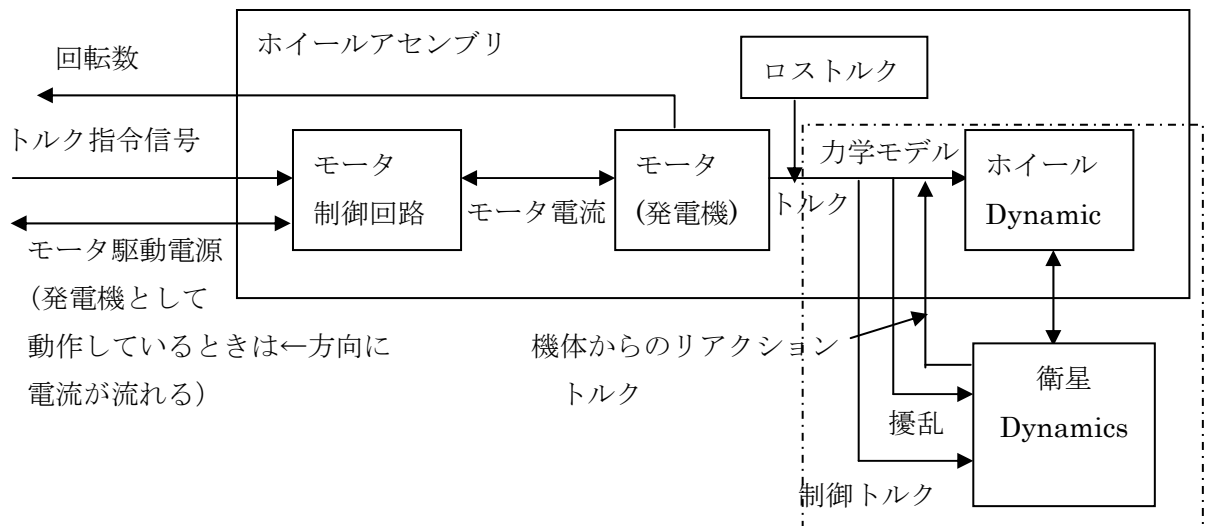 ホイールアセンブリ
回転数
ロストルク
トルク指令信号
モータ
制御回路
モータ電流
モータ
(発電機)
トルク
力学モデル
ホイール
Dynamic
モータ駆動電源
(発電機として
動作しているときは←方向に
電流が流れる)
機体からのリアクション
トルク
衛星
Dynamics
擾乱
制御トルク